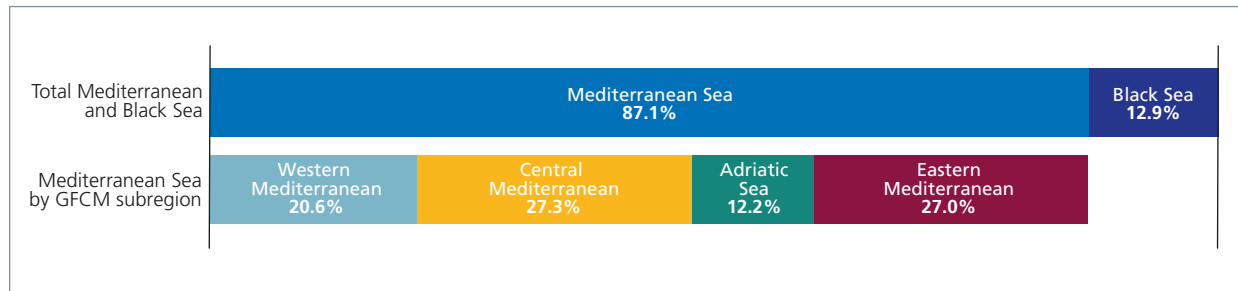 Total Mediterranean
and Black Sea
Mediterranean Sea
87.1%
Black Sea
12.9%
Mediterranean Sea
by GFCM subregion
Western
Mediterranean
20.6%
Central
Mediterranean
27.3%
Adriatic
Sea
12.2%
Eastern
Mediterranean
27.0%